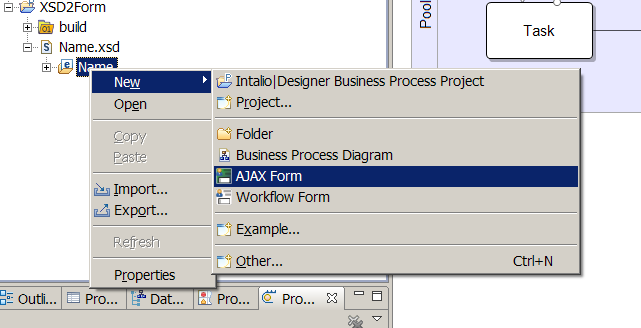 XSD2Form
build
Name.xsd
Name
New
Open
Copy
Paste
Import...
Export...
Refresh
Properties
Intalio|Designer Business Process Project
Project...
Folder
Business Process Diagram
AJAX Form
Workflow Form
Example...
Other... Ctrl+N
Pool
Task
Outli... Pro... Dat... Pro... Pro...